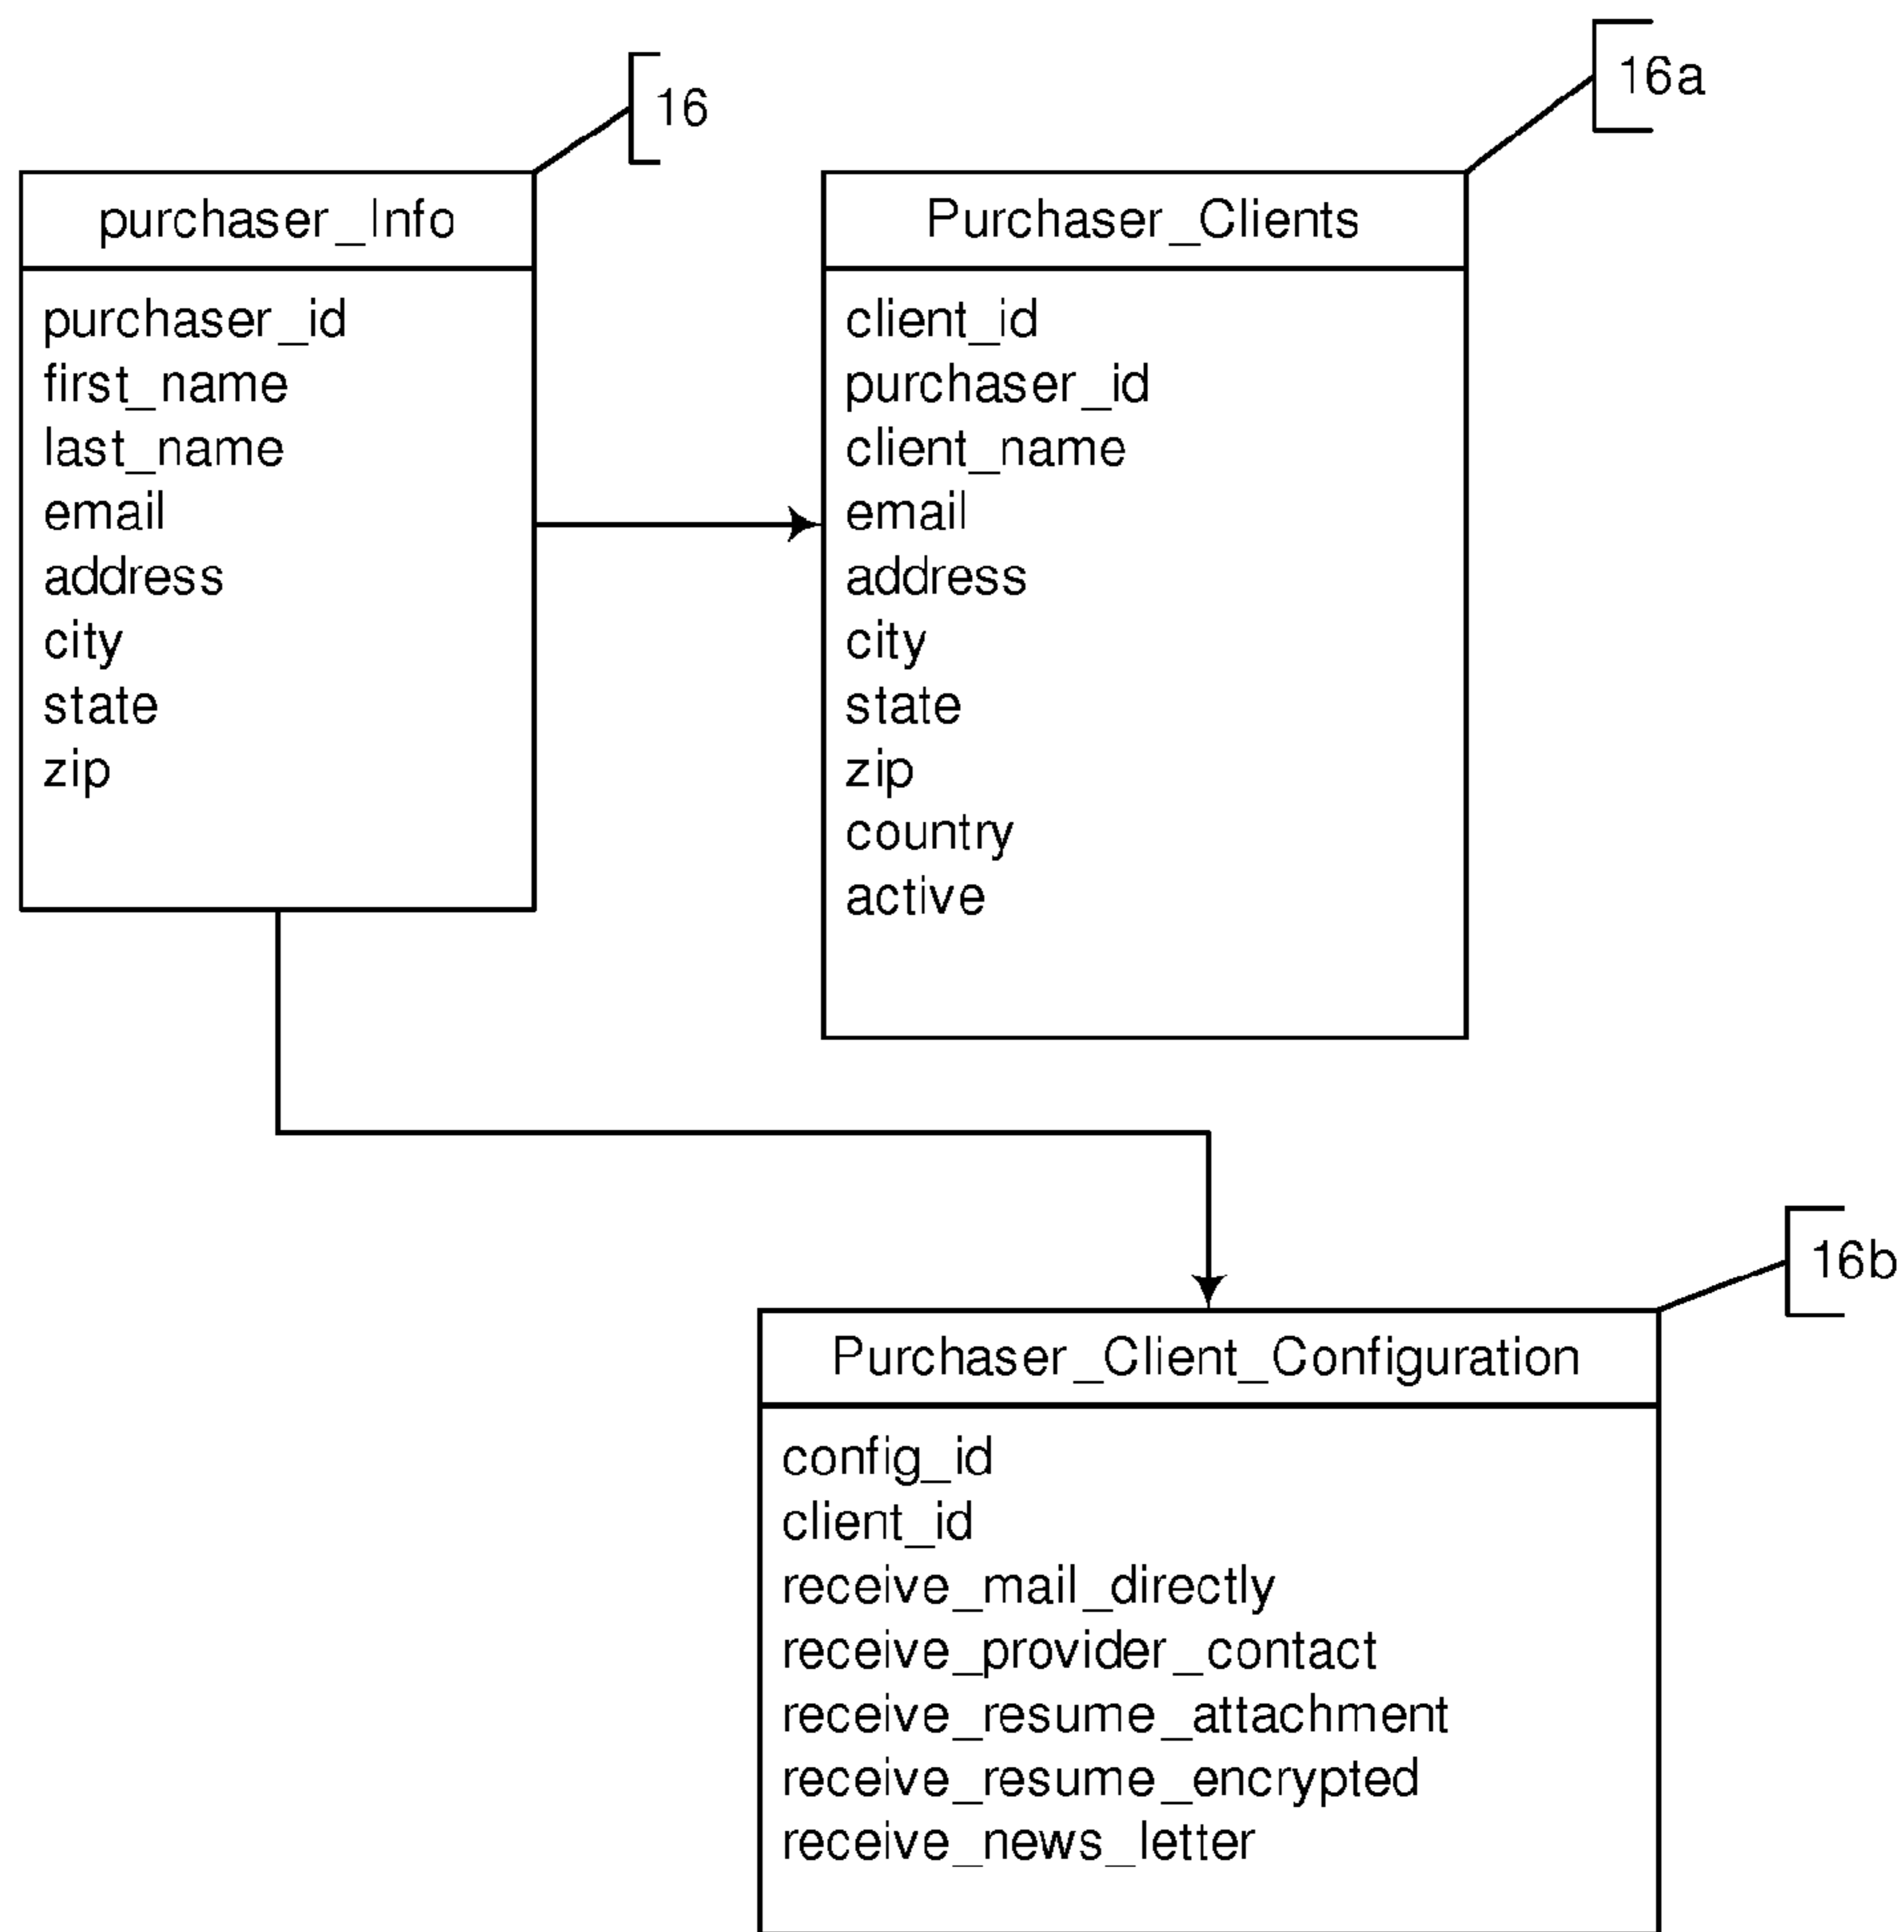 16
16a
purchaser_Info
purchaser_id
first_name
last_name
email
address
city
state
zip
Purchaser_Clients
client_id
purchaser_id
client_name
email
address
city
state
zip
country
active
16b
Purchaser_Client_Configuration
config_id
client_id
receive_mail_directly
receive_provider_contact
receive_resume_attachment
receive_resume_encrypted
receive_news_letter